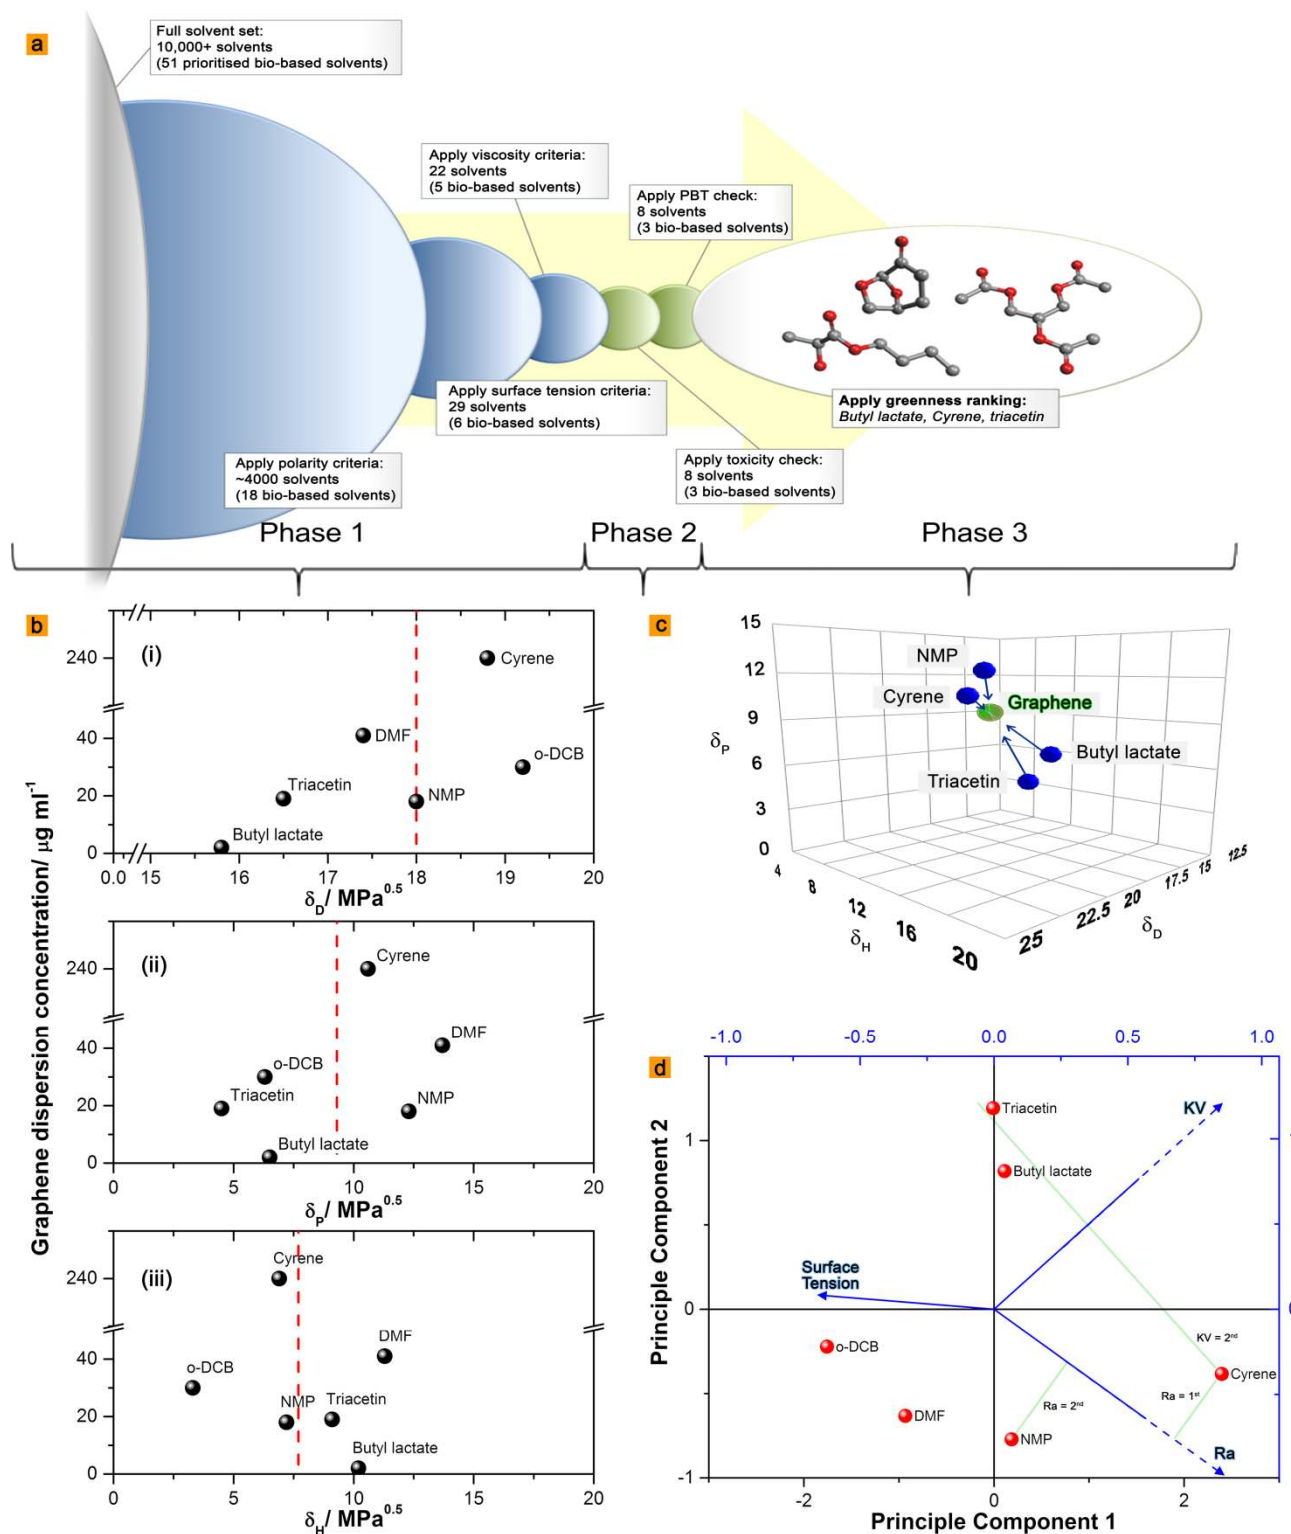 a
Full solvent set:
10,000+ solvents
(51 prioritised bio-based solvents)
Apply viscosity criteria:
22 solvents
(5 bio-based solvents)
Apply PBT check:
8 solvents
(3 bio-based solvents)
Apply surface tension criteria:
29 solvents
(6 bio-based solvents)
Apply greenness ranking:
Butyl lactate, Cyrene, triacetin
Apply polarity criteria:
~4000 solvents
(18 bio-based solvents)
Apply toxicity check:
8 solvents
(3 bio-based solvents)
Phase 1
Phase 2
Phase 3
b
Graphene dispersion concentration/ μg ml⁻¹
(i)
240
40
20
0
Cyrene
DMF
o-DCB
Triacetin
NMP
Butyl lactate
0.0 15 16 17 18 19 20
δD/ MPa^0.5
(ii)
240
40
20
0
Cyrene
DMF
o-DCB
Triacetin
NMP
Butyl lactate
0 5 10 15 20
δP/ MPa^0.5
(iii)
240
40
20
0
Cyrene
DMF
o-DCB
NMP
Triacetin
Butyl lactate
0 5 10 15 20
δH/ MPa^0.5
c
15
12
9
6
3
0
δP
NMP
Cyrene
Graphene
Butyl lactate
Triacetin
4 8 12 16 20
δH
25 22.5 20 17.5 15 12.5
δD
d
-1.0 -0.5 0.0 0.5 1.0
Principle Component 2
1
0
-1
Triacetin
KV
Butyl lactate
Surface
Tension
o-DCB
KV = 2nd
Cyrene
Ra = 1st
Ra = 2nd
DMF
NMP
Ra
-2 0 2
Principle Component 1